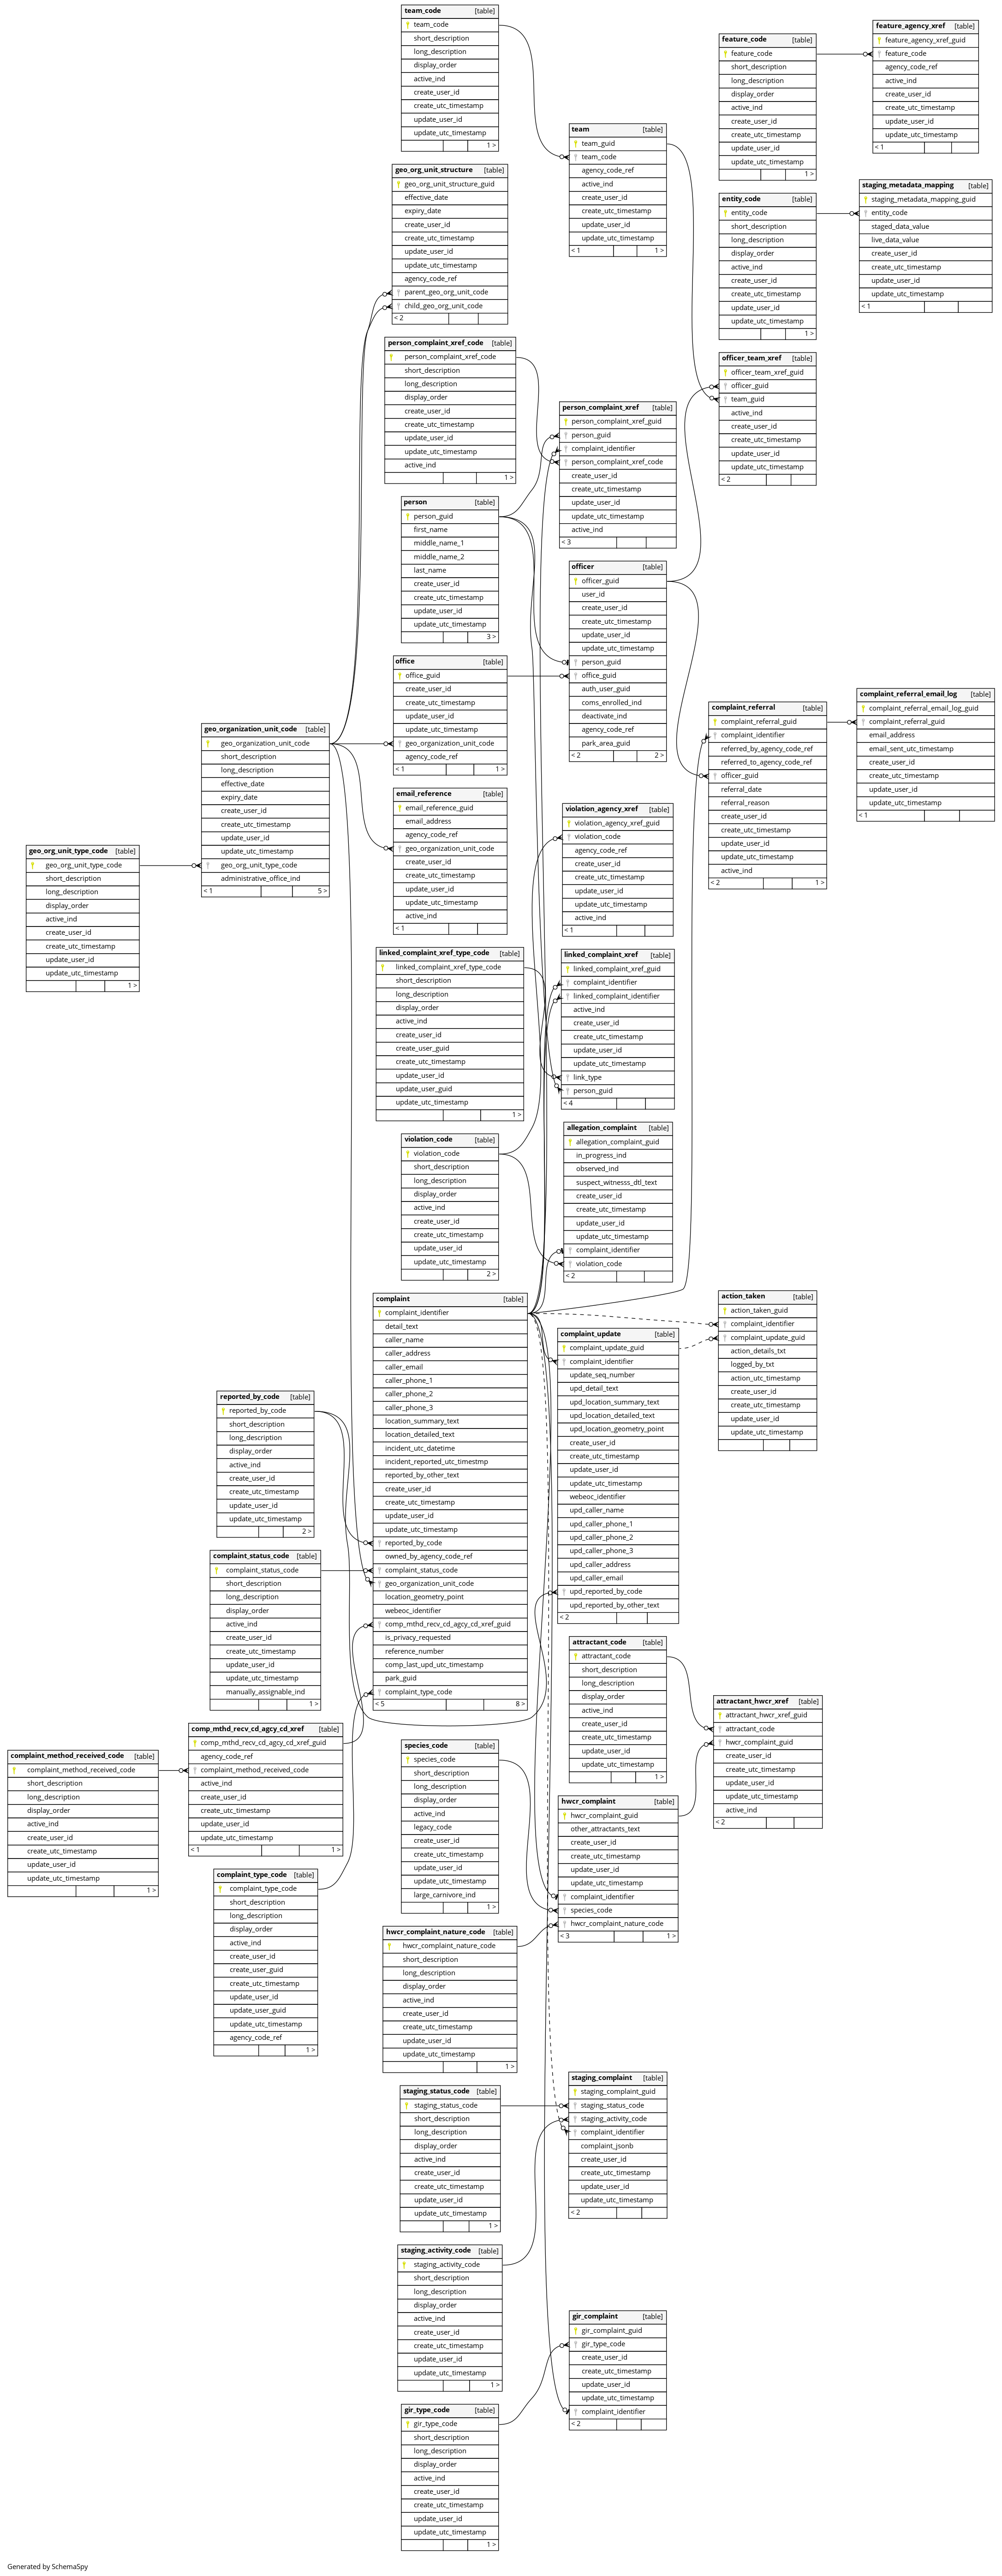 team_code [table]
team_code
short_description
long_description
display_order
active_ind
create_user_id
create_utc_timestamp
update_user_id
update_utc_timestamp
1 >
feature_code [table]
feature_code
short_description
long_description
display_order
active_ind
create_user_id
create_utc_timestamp
update_user_id
update_utc_timestamp
1 >
feature_agency_xref [table]
feature_agency_xref_guid
feature_code
agency_code_ref
active_ind
create_user_id
create_utc_timestamp
update_user_id
update_utc_timestamp
< 1
team [table]
team_guid
team_code
agency_code_ref
active_ind
create_user_id
create_utc_timestamp
update_user_id
update_utc_timestamp
< 1 1 >
geo_org_unit_structure [table]
geo_org_unit_structure_guid
effective_date
expiry_date
create_user_id
create_utc_timestamp
update_user_id
update_utc_timestamp
agency_code_ref
parent_geo_org_unit_code
child_geo_org_unit_code
< 2
entity_code [table]
entity_code
short_description
long_description
display_order
active_ind
create_user_id
create_utc_timestamp
update_user_id
update_utc_timestamp
1 >
staging_metadata_mapping [table]
staging_metadata_mapping_guid
entity_code
staged_data_value
live_data_value
create_user_id
create_utc_timestamp
update_user_id
update_utc_timestamp
< 1
person_complaint_xref_code [table]
person_complaint_xref_code
short_description
long_description
display_order
create_user_id
create_utc_timestamp
update_user_id
update_utc_timestamp
active_ind
1 >
officer_team_xref [table]
officer_team_xref_guid
officer_guid
team_guid
active_ind
create_user_id
create_utc_timestamp
update_user_id
update_utc_timestamp
< 2
person_complaint_xref [table]
person_complaint_xref_guid
person_guid
complaint_identifier
person_complaint_xref_code
create_user_id
create_utc_timestamp
update_user_id
update_utc_timestamp
active_ind
< 3
person [table]
person_guid
first_name
middle_name_1
middle_name_2
last_name
create_user_id
create_utc_timestamp
update_user_id
update_utc_timestamp
3 >
officer [table]
officer_guid
user_id
create_user_id
create_utc_timestamp
update_user_id
update_utc_timestamp
person_guid
office_guid
auth_user_guid
coms_enrolled_ind
deactivate_ind
agency_code_ref
park_area_guid
< 2 2 >
office [table]
office_guid
create_user_id
create_utc_timestamp
update_user_id
update_utc_timestamp
geo_organization_unit_code
agency_code_ref
< 1 1 >
complaint_referral [table]
complaint_referral_guid
complaint_identifier
referred_by_agency_code_ref
referred_to_agency_code_ref
officer_guid
referral_date
referral_reason
create_user_id
create_utc_timestamp
update_user_id
update_utc_timestamp
active_ind
< 2 1 >
complaint_referral_email_log [table]
complaint_referral_email_log_guid
complaint_referral_guid
email_address
email_sent_utc_timestamp
create_user_id
create_utc_timestamp
update_user_id
update_utc_timestamp
< 1
geo_organization_unit_code [table]
geo_organization_unit_code
short_description
long_description
effective_date
expiry_date
create_user_id
create_utc_timestamp
update_user_id
update_utc_timestamp
geo_org_unit_type_code
administrative_office_ind
< 1 5 >
email_reference [table]
email_reference_guid
email_address
agency_code_ref
geo_organization_unit_code
create_user_id
create_utc_timestamp
update_user_id
update_utc_timestamp
active_ind
< 1
violation_agency_xref [table]
violation_agency_xref_guid
violation_code
agency_code_ref
create_user_id
create_utc_timestamp
update_user_id
update_utc_timestamp
active_ind
< 1
geo_org_unit_type_code [table]
geo_org_unit_type_code
short_description
long_description
display_order
active_ind
create_user_id
create_utc_timestamp
update_user_id
update_utc_timestamp
1 >
linked_complaint_xref_type_code [table]
linked_complaint_xref_type_code
short_description
long_description
display_order
active_ind
create_user_id
create_user_guid
create_utc_timestamp
update_user_id
update_user_guid
update_utc_timestamp
1 >
linked_complaint_xref [table]
linked_complaint_xref_guid
complaint_identifier
linked_complaint_identifier
active_ind
create_user_id
create_utc_timestamp
update_user_id
update_utc_timestamp
link_type
person_guid
< 4
allegation_complaint [table]
allegation_complaint_guid
in_progress_ind
observed_ind
suspect_witnesss_dtl_text
create_user_id
create_utc_timestamp
update_user_id
update_utc_timestamp
complaint_identifier
violation_code
< 2
violation_code [table]
violation_code
short_description
long_description
display_order
active_ind
create_user_id
create_utc_timestamp
update_user_id
update_utc_timestamp
2 >
complaint [table]
complaint_identifier
detail_text
caller_name
caller_address
caller_email
caller_phone_1
caller_phone_2
caller_phone_3
location_summary_text
location_detailed_text
incident_utc_datetime
incident_reported_utc_timestmp
reported_by_other_text
create_user_id
create_utc_timestamp
update_user_id
update_utc_timestamp
reported_by_code
owned_by_agency_code_ref
complaint_status_code
geo_organization_unit_code
location_geometry_point
webeoc_identifier
comp_mthd_recv_cd_agcy_cd_xref_guid
is_privacy_requested
reference_number
comp_last_upd_utc_timestamp
park_guid
complaint_type_code
< 5 8 >
action_taken [table]
action_taken_guid
complaint_identifier
complaint_update_guid
action_details_txt
logged_by_txt
action_utc_timestamp
create_user_id
create_utc_timestamp
update_user_id
update_utc_timestamp
complaint_update [table]
complaint_update_guid
complaint_identifier
update_seq_number
upd_detail_text
upd_location_summary_text
upd_location_detailed_text
upd_location_geometry_point
create_user_id
create_utc_timestamp
update_user_id
update_utc_timestamp
webeoc_identifier
upd_caller_name
upd_caller_phone_1
upd_caller_phone_2
upd_caller_phone_3
upd_caller_address
upd_caller_email
upd_reported_by_code
upd_reported_by_other_text
< 2
reported_by_code [table]
reported_by_code
short_description
long_description
display_order
active_ind
create_user_id
create_utc_timestamp
update_user_id
update_utc_timestamp
2 >
complaint_status_code [table]
complaint_status_code
short_description
long_description
display_order
active_ind
create_user_id
create_utc_timestamp
update_user_id
update_utc_timestamp
manually_assignable_ind
1 >
attractant_code [table]
attractant_code
short_description
long_description
display_order
active_ind
create_user_id
create_utc_timestamp
update_user_id
update_utc_timestamp
1 >
attractant_hwcr_xref [table]
attractant_hwcr_xref_guid
attractant_code
hwcr_complaint_guid
create_user_id
create_utc_timestamp
update_user_id
update_utc_timestamp
active_ind
< 2
comp_mthd_recv_cd_agcy_cd_xref [table]
comp_mthd_recv_cd_agcy_cd_xref_guid
agency_code_ref
complaint_method_received_code
active_ind
create_user_id
create_utc_timestamp
update_user_id
update_utc_timestamp
< 1 1 >
complaint_method_received_code [table]
complaint_method_received_code
short_description
long_description
display_order
active_ind
create_user_id
create_utc_timestamp
update_user_id
update_utc_timestamp
1 >
species_code [table]
species_code
short_description
long_description
display_order
active_ind
legacy_code
create_user_id
create_utc_timestamp
update_user_id
update_utc_timestamp
large_carnivore_ind
1 >
hwcr_complaint [table]
hwcr_complaint_guid
other_attractants_text
create_user_id
create_utc_timestamp
update_user_id
update_utc_timestamp
complaint_identifier
species_code
hwcr_complaint_nature_code
< 3 1 >
complaint_type_code [table]
complaint_type_code
short_description
long_description
display_order
active_ind
create_user_id
create_user_guid
create_utc_timestamp
update_user_id
update_user_guid
update_utc_timestamp
agency_code_ref
1 >
hwcr_complaint_nature_code [table]
hwcr_complaint_nature_code
short_description
long_description
display_order
active_ind
create_user_id
create_utc_timestamp
update_user_id
update_utc_timestamp
1 >
staging_complaint [table]
staging_complaint_guid
staging_status_code
staging_activity_code
complaint_identifier
complaint_jsonb
create_user_id
create_utc_timestamp
update_user_id
update_utc_timestamp
< 2
staging_status_code [table]
staging_status_code
short_description
long_description
display_order
active_ind
create_user_id
create_utc_timestamp
update_user_id
update_utc_timestamp
1 >
staging_activity_code [table]
staging_activity_code
short_description
long_description
display_order
active_ind
create_user_id
create_utc_timestamp
update_user_id
update_utc_timestamp
1 >
gir_complaint [table]
gir_complaint_guid
gir_type_code
create_user_id
create_utc_timestamp
update_user_id
update_utc_timestamp
complaint_identifier
< 2
gir_type_code [table]
gir_type_code
short_description
long_description
display_order
active_ind
create_user_id
create_utc_timestamp
update_user_id
update_utc_timestamp
1 >
Generated by SchemaSpy